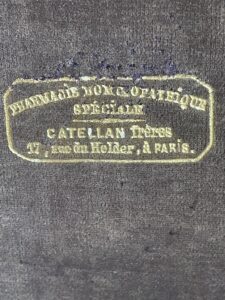 PHARMACIE HOMŒOPATHIQUE
SPÉCIALE
CATELLAN frères
17, rue du Helder, à PARIS.